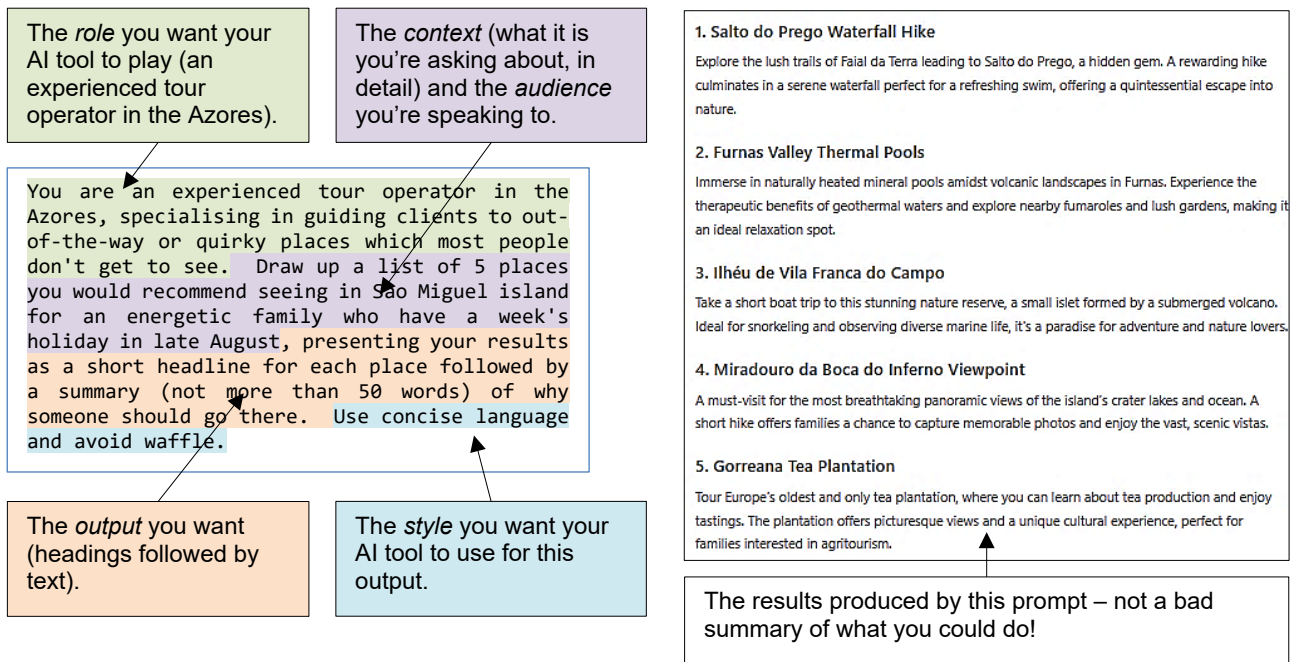 The role you want your
AI tool to play (an
experienced tour
operator in the Azores).
The context (what it is
you're asking about, in
detail) and the audience
you're speaking to.
You are an experienced tour operator in the
Azores, specialising in guiding clients to out-
of-the-way or quirky places which most people
don't get to see. Draw up a list of 5 places
you would recommend seeing in Sao Miguel island
for an energetic family who have a week's
holiday in late August, presenting your results
as a short headline for each place followed by
a summary (not more than 50 words) of why
someone should go there. Use concise language
and avoid waffle.
The output you want
(headings followed by
text).
The style you want your
AI tool to use for this
output.
1. Salto do Prego Waterfall Hike
Explore the lush trails of Faial da Terra leading to Salto do Prego, a hidden gem. A rewarding hike
culminates in a serene waterfall perfect for a refreshing swim, offering a quintessential escape into
nature.
2. Furnas Valley Thermal Pools
Immerse in naturally heated mineral pools amidst volcanic landscapes in Furnas. Experience the
therapeutic benefits of geothermal waters and explore nearby fumaroles and lush gardens, making it
an ideal relaxation spot.
3. Ilhéu de Vila Franca do Campo
Take a short boat trip to this stunning nature reserve, a small islet formed by a submerged volcano.
Ideal for snorkeling and observing diverse marine life, it's a paradise for adventure and nature lovers.
4. Miradouro da Boca do Inferno Viewpoint
A must-visit for the most breathtaking panoramic views of the island's crater lakes and ocean. A
short hike offers families a chance to capture memorable photos and enjoy the vast, scenic vistas.
5. Gorreana Tea Plantation
Tour Europe's oldest and only tea plantation, where you can learn about tea production and enjoy
tastings. The plantation offers picturesque views and a unique cultural experience, perfect for
families interested in agritourism.
The results produced by this prompt – not a bad
summary of what you could do!